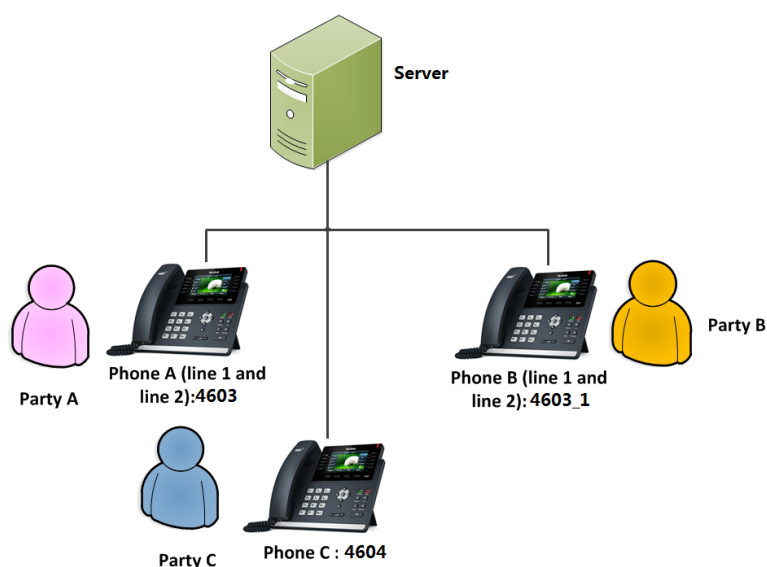 Server
Party B
Phone A (line 1 and
line 2):4603
Phone B (line 1 and
line 2): 4603_1
Party A
Phone C : 4604
Party C